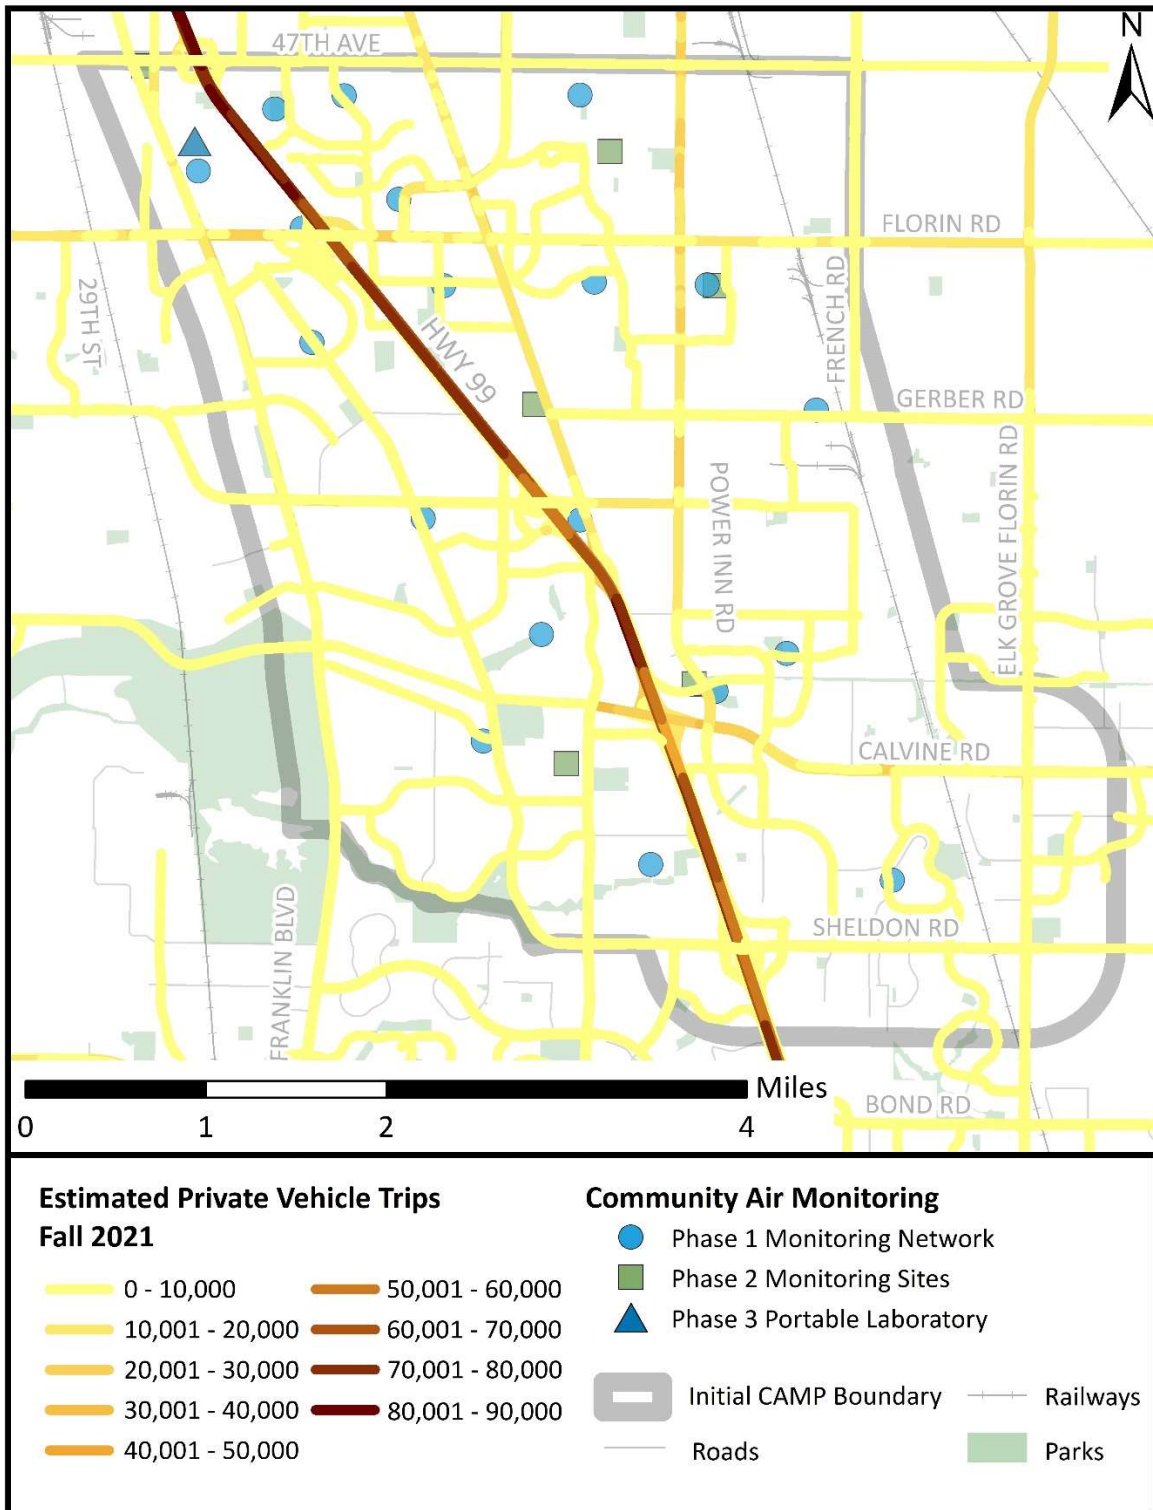 N
47TH AVE
FLORIN RD
29TH ST
FRENCH RD
HWY 99
GERBER RD
POWER INN RD
ELK GROVE FLORIN RD
CALVINE RD
FRANKLIN BLVD
SHELDON RD
BOND RD
Miles
0 1 2 4
Estimated Private Vehicle Trips
Fall 2021
0 - 10,000
10,001 - 20,000
20,001 - 30,000
30,001 - 40,000
40,001 - 50,000
50,001 - 60,000
60,001 - 70,000
70,001 - 80,000
80,001 - 90,000
Community Air Monitoring
Phase 1 Monitoring Network
Phase 2 Monitoring Sites
Phase 3 Portable Laboratory
Initial CAMP Boundary
Railways
Roads
Parks